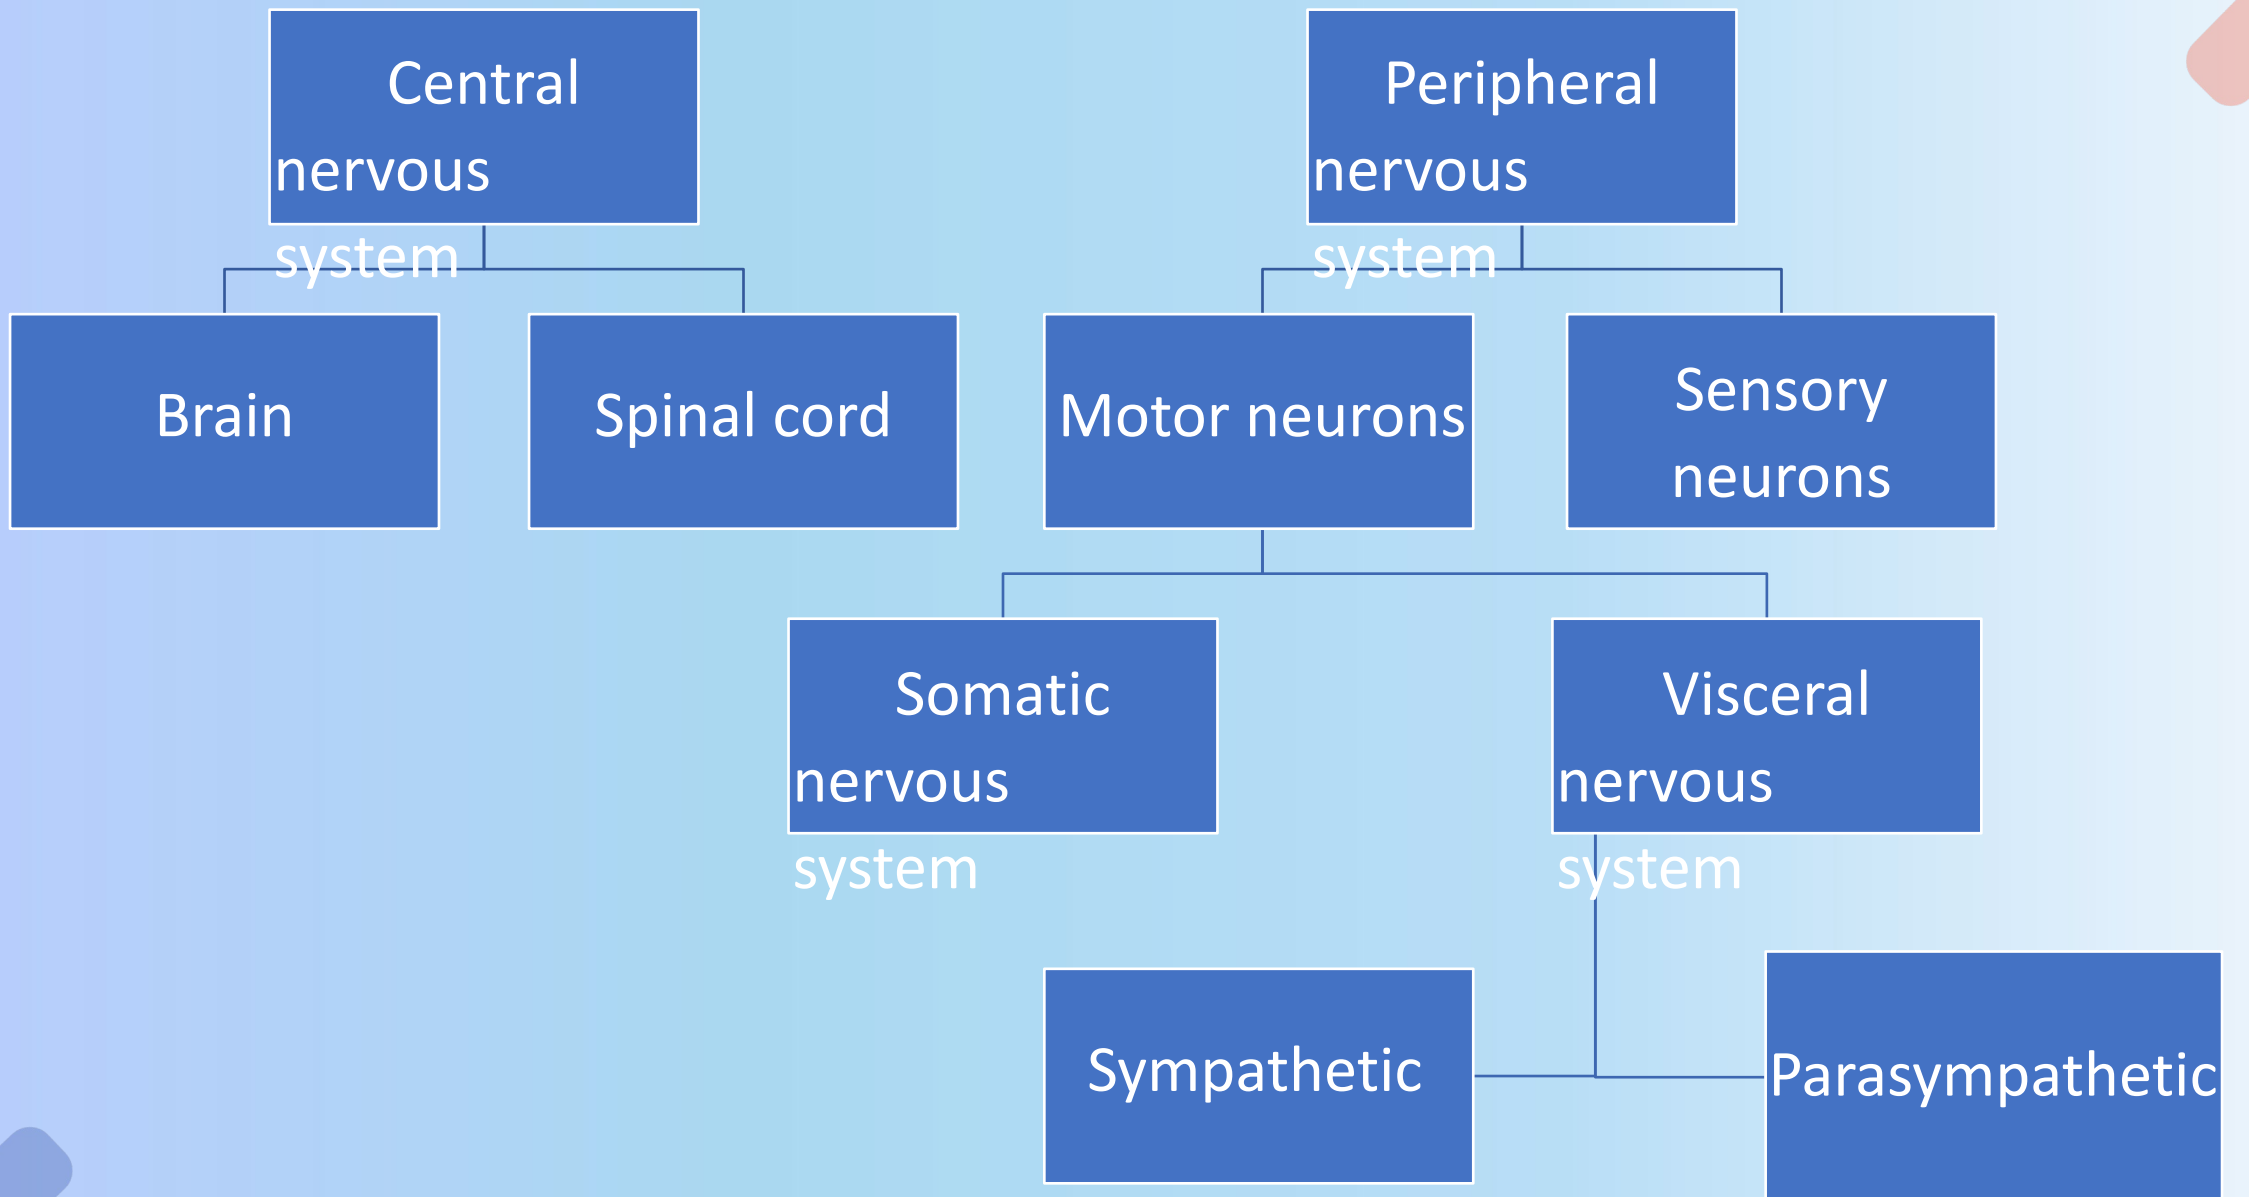 Central
nervous
system
Peripheral
nervous
system
Brain
Spinal cord
Motor neurons
Sensory
neurons
Somatic
nervous
system
Visceral
nervous
system
Sympathetic
Parasympathetic